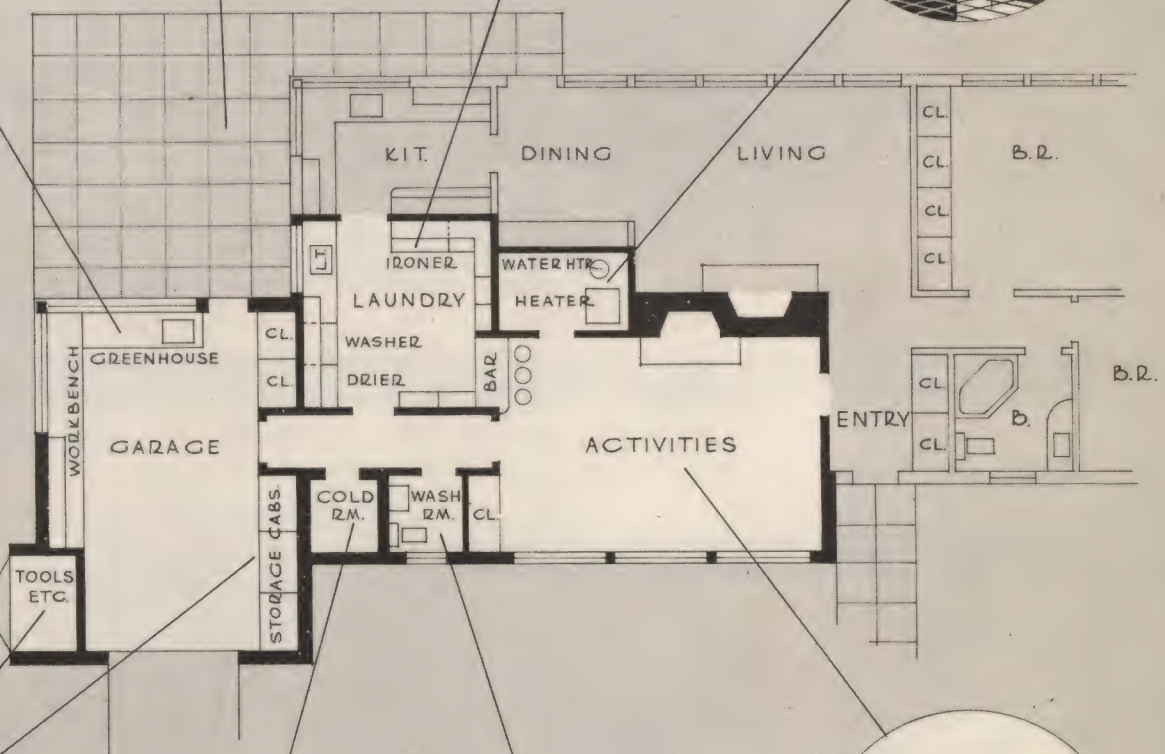 KIT.
DINING
LIVING
CL.
CL.
CL.
CL.
B.R.
L.T.
IRONER
LAUNDRY
WASHER
DRIER
WATER HTR.
HEATER
BAR
GREENHOUSE
WORKBENCH
GARAGE
CL.
CL.
STORAGE CABS.
TOOLS
ETC.
COLD
RM.
WASH
RM.
CL.
ACTIVITIES
ENTRY
CL.
CL.
B.
B.R.